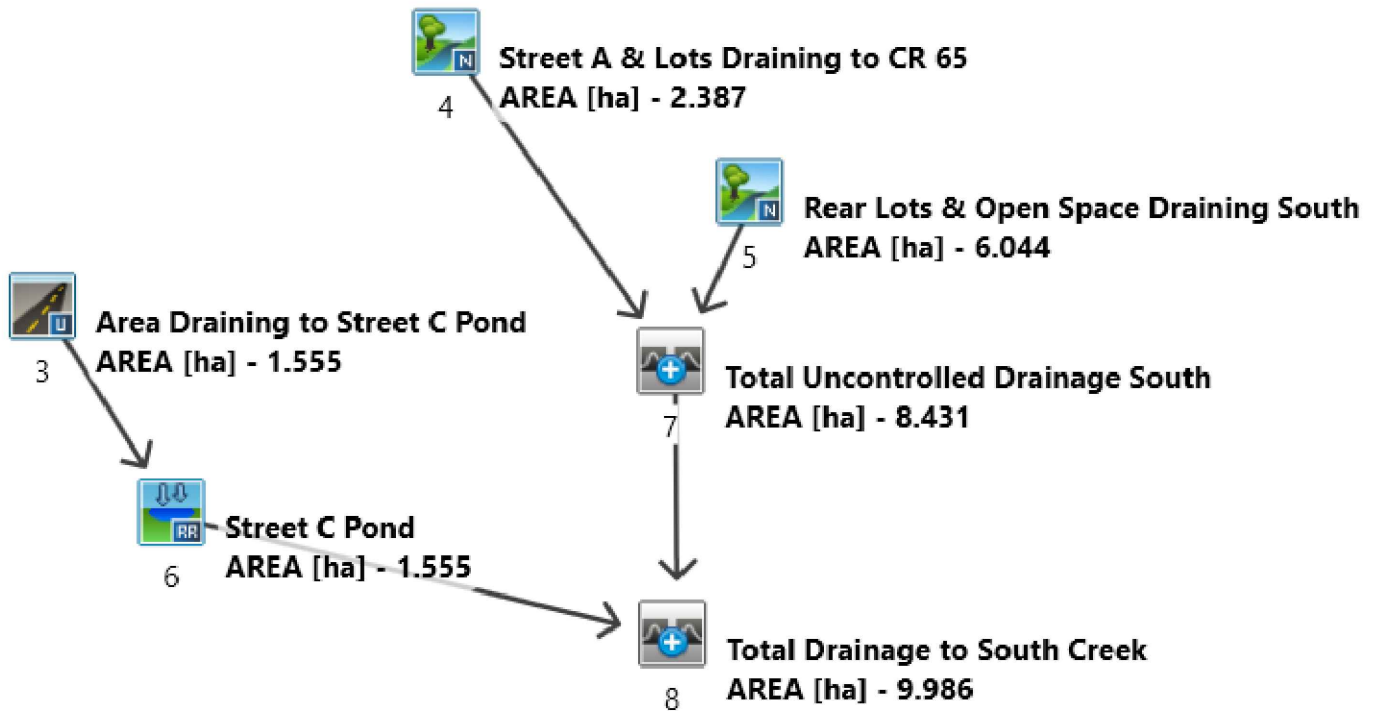 N
4
Street A & Lots Draining to CR 65
AREA [ha] - 2.387
N
5
Rear Lots & Open Space Draining South
AREA [ha] - 6.044
U
3
Area Draining to Street C Pond
AREA [ha] - 1.555
7
Total Uncontrolled Drainage South
AREA [ha] - 8.431
RR
6
Street C Pond
AREA [ha] - 1.555
8
Total Drainage to South Creek
AREA [ha] - 9.986